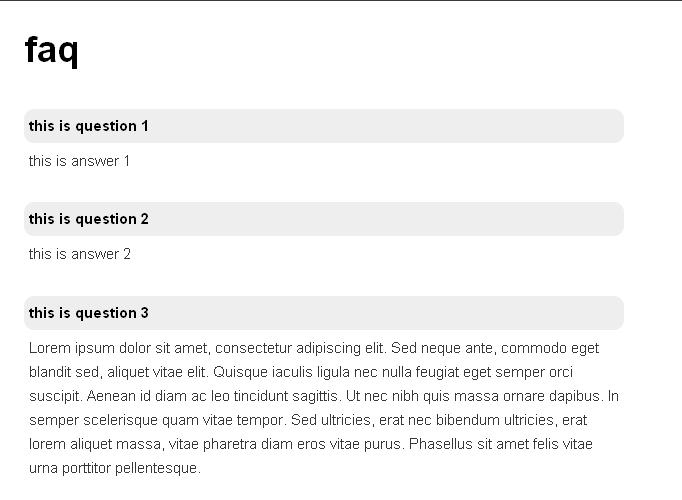 faq
this is question 1
this is answer 1
this is question 2
this is answer 2
this is question 3
Lorem ipsum dolor sit amet, consectetur adipiscing elit. Sed neque ante, commodo eget
blandit sed, aliquet vitae elit. Quisque iaculis ligula nec nulla feugiat eget semper orci
suscipit. Aenean id diam ac leo tincidunt sagittis. Ut nec nibh quis massa ornare dapibus. In
semper scelerisque quam vitae tempor. Sed ultricies, erat nec bibendum ultricies, erat
lorem aliquet massa, vitae pharetra diam eros vitae purus. Phasellus sit amet felis vitae
urna porttitor pellentesque.